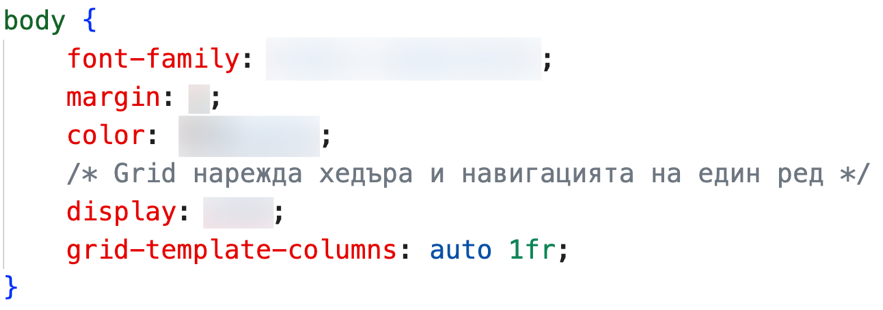 body {
font-family: ;
margin: ;
color: ;
/* Grid нарежда хедъра и навигацията на един ред */
display: ;
grid-template-columns: auto 1fr;
}